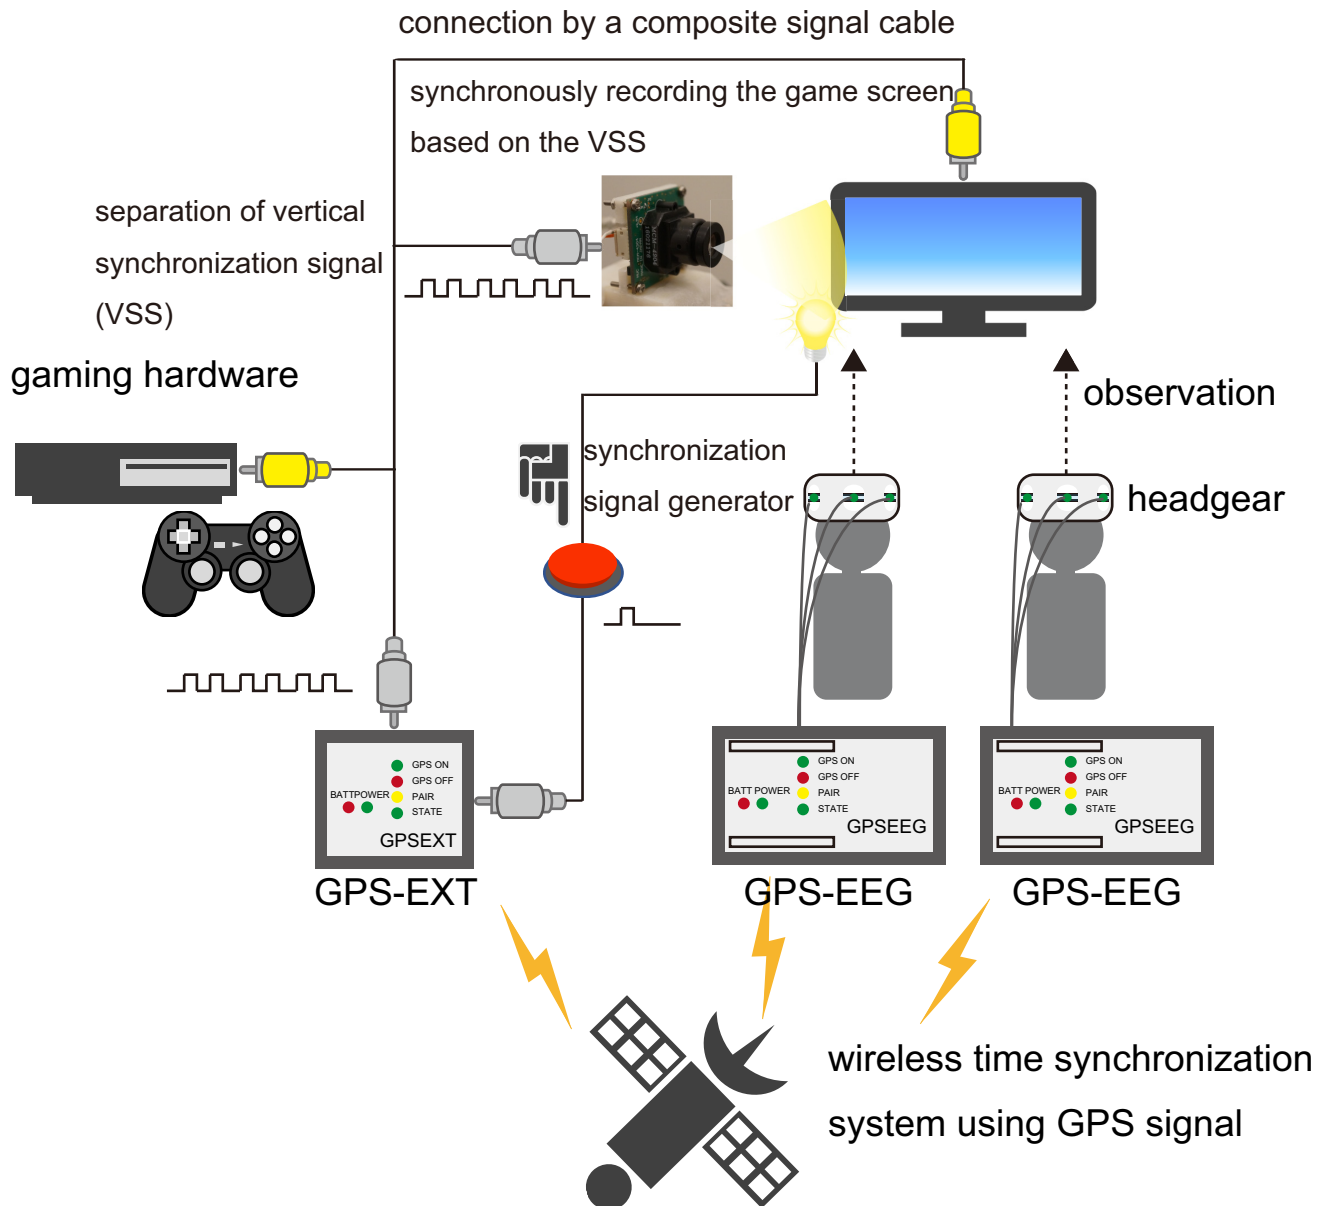 connection by a composite signal cable
synchronously recording the game screen
based on the VSS
separation of vertical
synchronization signal
(VSS)
gaming hardware
observation
synchronization
signal generator
headgear
GPS ON
GPS OFF
PAIR
STATE
BATTPOWER
GPSEXT
GPS-EXT
GPS ON
GPS OFF
PAIR
STATE
BATT POWER
GPSEEG
GPS-EEG
GPS ON
GPS OFF
PAIR
STATE
BATT POWER
GPSEEG
GPS-EEG
wireless time synchronization
system using GPS signal